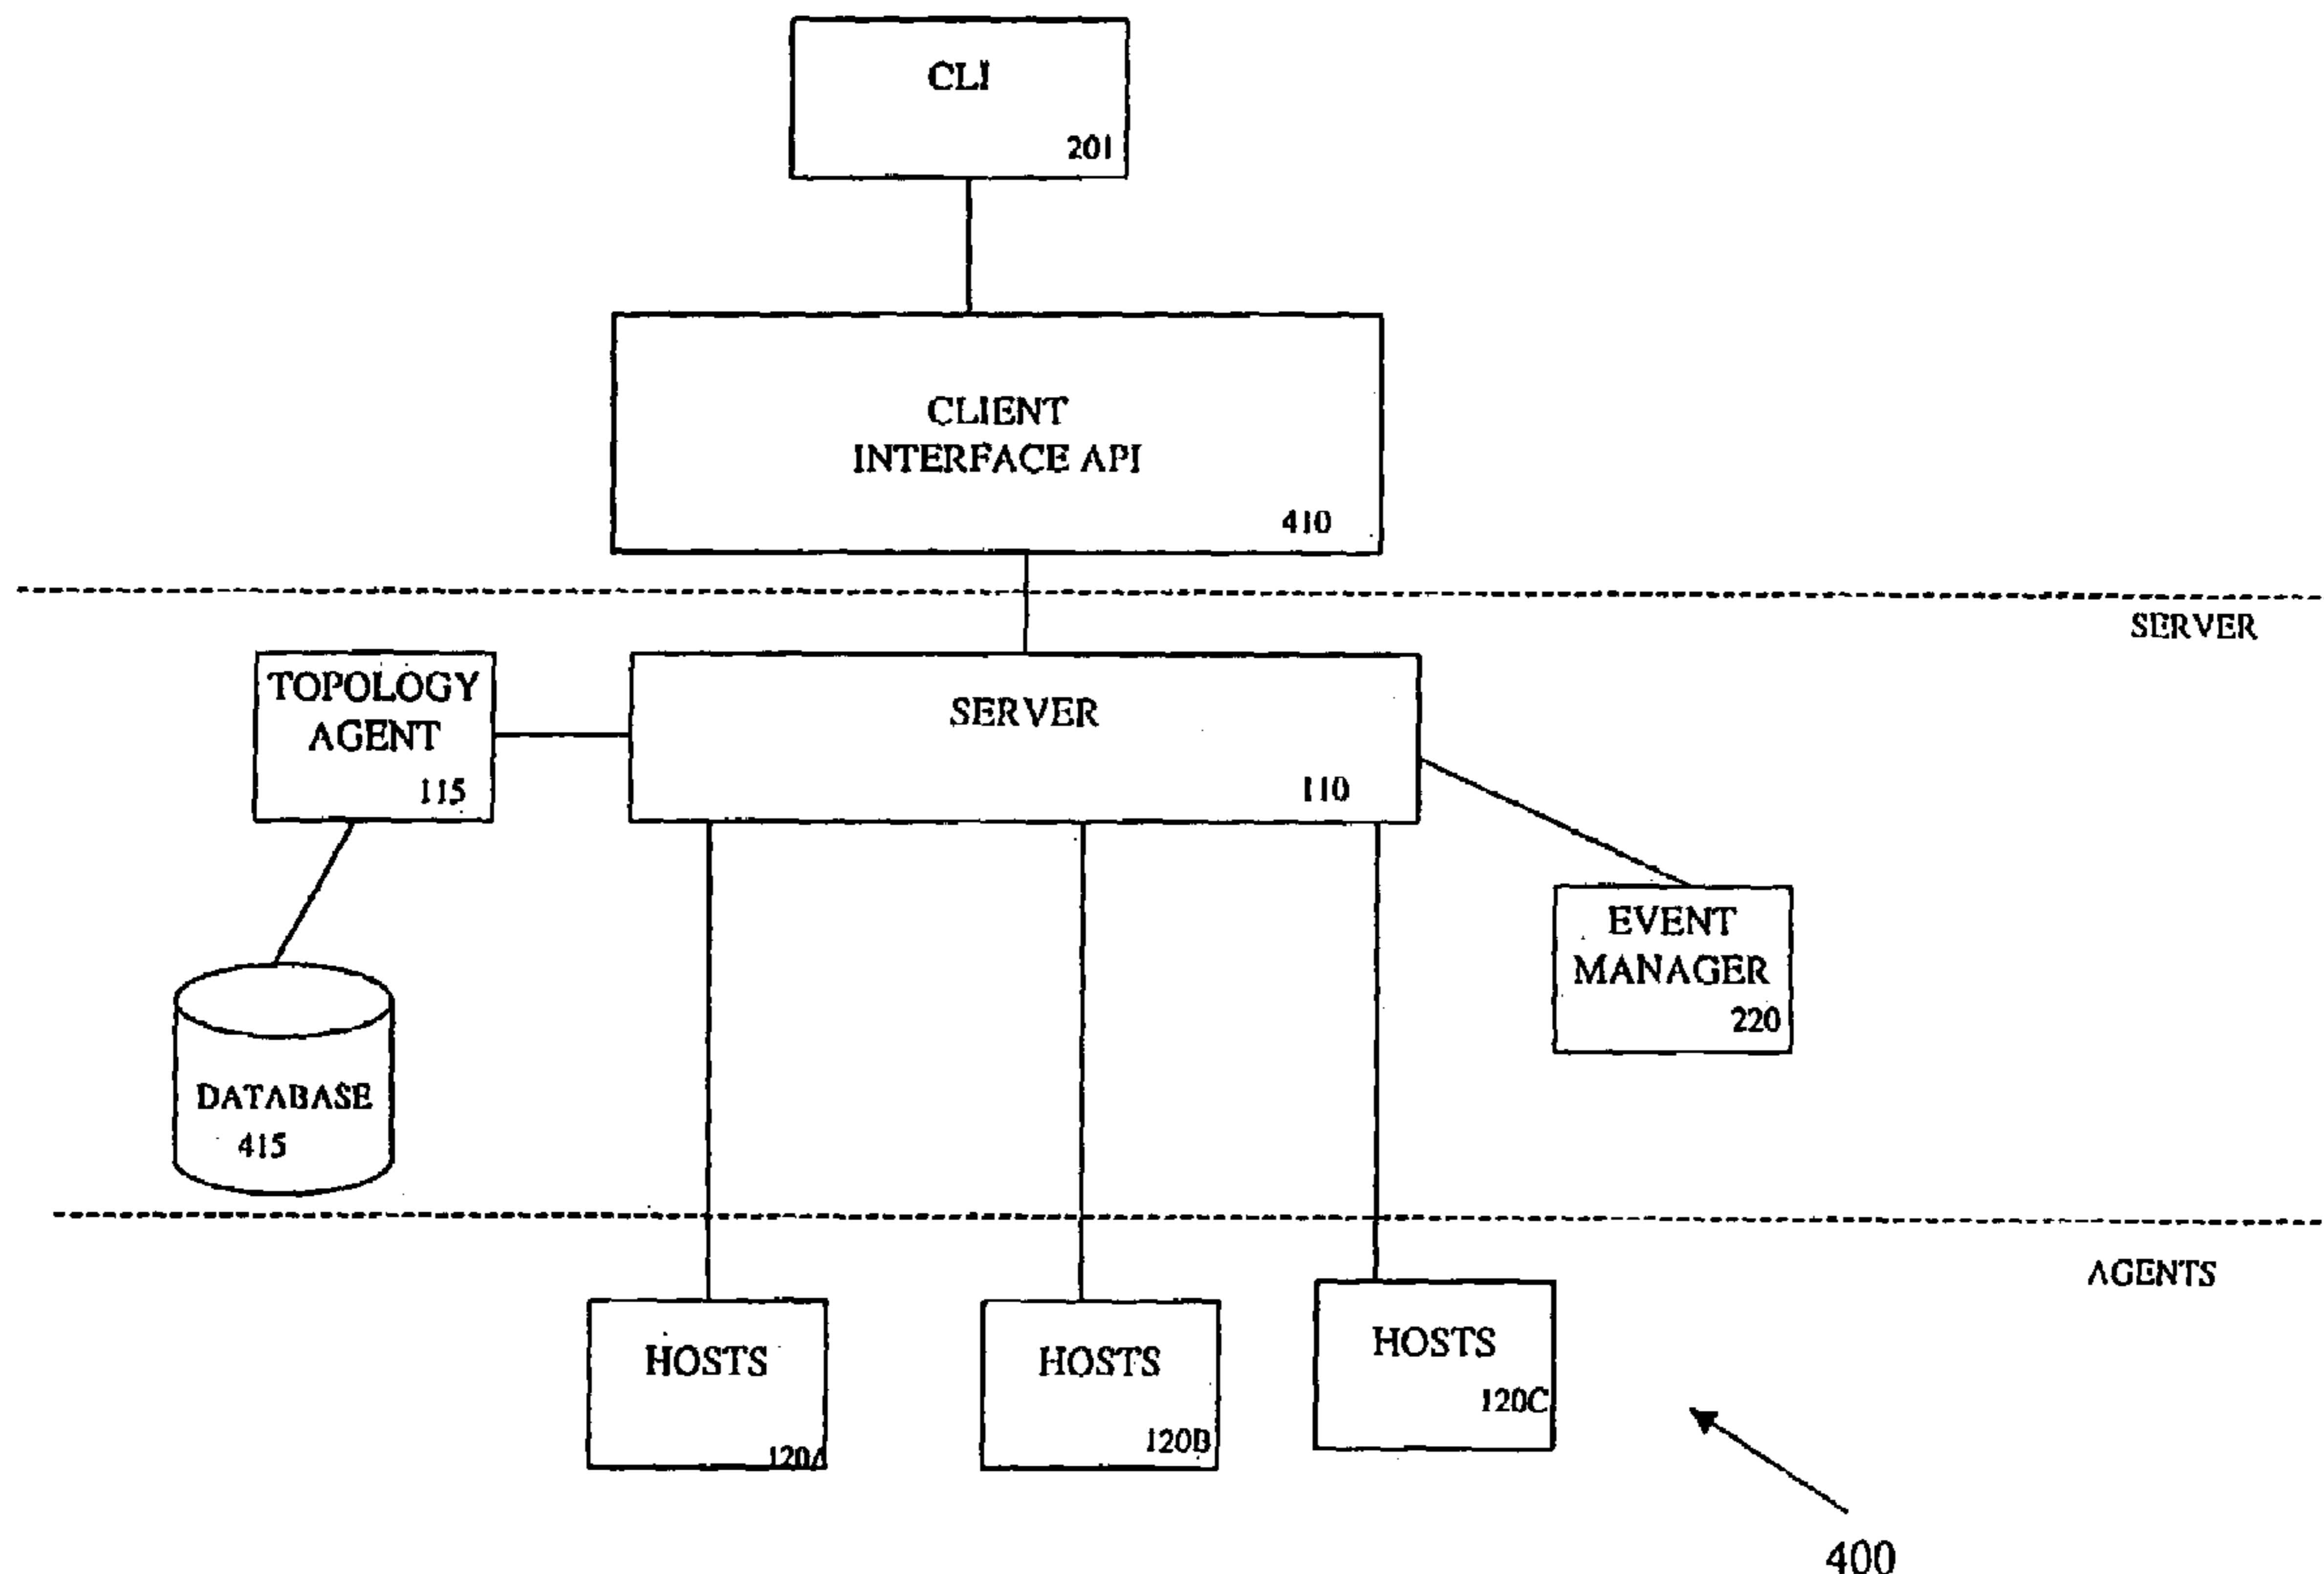 CLI
201
CLIENT
INTERFACE API
410
SERVER
TOPOLOGY
AGENT
115
SERVER
110
EVENT
MANAGER
220
DATABASE
415
AGENTS
HOSTS
120A
HOSTS
120B
HOSTS
120C
400